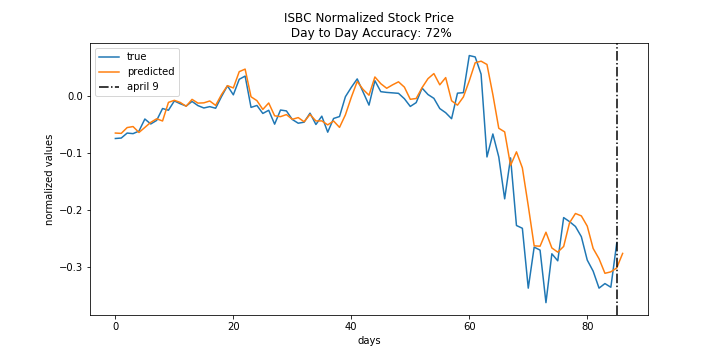 ISBC Normalized Stock Price
Day to Day Accuracy: 72%
true
predicted
april 9
normalized values
0.0
−0.1
−0.2
−0.3
0
20
40
60
80
days